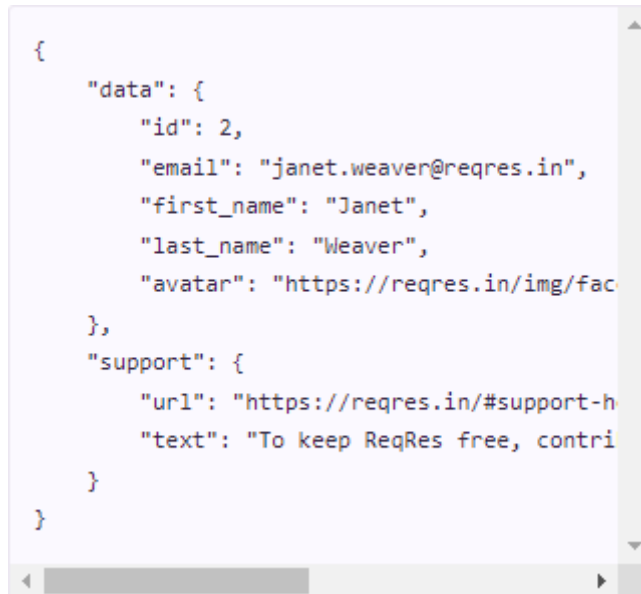 {
"data": {
"id": 2,
"email": "janet.weaver@reqres.in",
"first_name": "Janet",
"last_name": "Weaver",
"avatar": "https://reqres.in/img/fac
},
"support": {
"url": "https://reqres.in/#support-h
"text": "To keep ReqRes free, contri
}
}